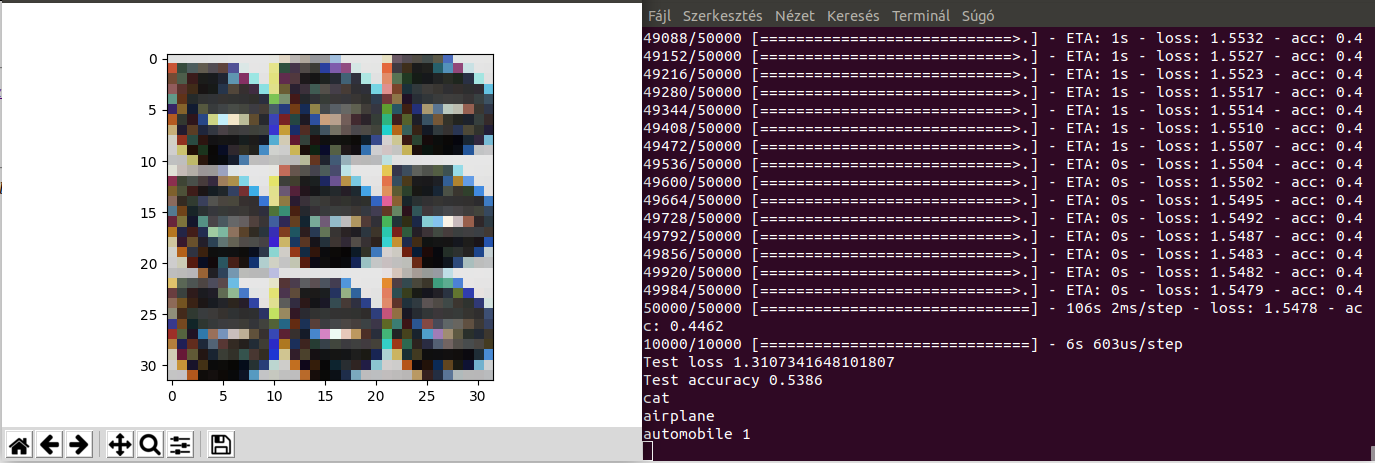 Fájl Szerkesztés Nézet Keresés Terminál Súgó
49088/50000 [============================>.] - ETA: 1s - loss: 1.5532 - acc: 0.4
49152/50000 [============================>.] - ETA: 1s - loss: 1.5527 - acc: 0.4
49216/50000 [============================>.] - ETA: 1s - loss: 1.5523 - acc: 0.4
49280/50000 [============================>.] - ETA: 1s - loss: 1.5517 - acc: 0.4
49344/50000 [============================>.] - ETA: 1s - loss: 1.5514 - acc: 0.4
49408/50000 [============================>.] - ETA: 1s - loss: 1.5510 - acc: 0.4
49472/50000 [============================>.] - ETA: 1s - loss: 1.5507 - acc: 0.4
49536/50000 [============================>.] - ETA: 0s - loss: 1.5504 - acc: 0.4
49600/50000 [============================>.] - ETA: 0s - loss: 1.5502 - acc: 0.4
49664/50000 [============================>.] - ETA: 0s - loss: 1.5495 - acc: 0.4
49728/50000 [============================>.] - ETA: 0s - loss: 1.5492 - acc: 0.4
49792/50000 [============================>.] - ETA: 0s - loss: 1.5487 - acc: 0.4
49856/50000 [============================>.] - ETA: 0s - loss: 1.5483 - acc: 0.4
49920/50000 [============================>.] - ETA: 0s - loss: 1.5482 - acc: 0.4
49984/50000 [============================>.] - ETA: 0s - loss: 1.5479 - acc: 0.4
50000/50000 [==============================] - 106s 2ms/step - loss: 1.5478 - ac
c: 0.4462
10000/10000 [==============================] - 6s 603us/step
Test loss 1.3107341648101807
Test accuracy 0.5386
cat
airplane
automobile 1
0
5
10
15
20
25
30
0 5 10 15 20 25 30